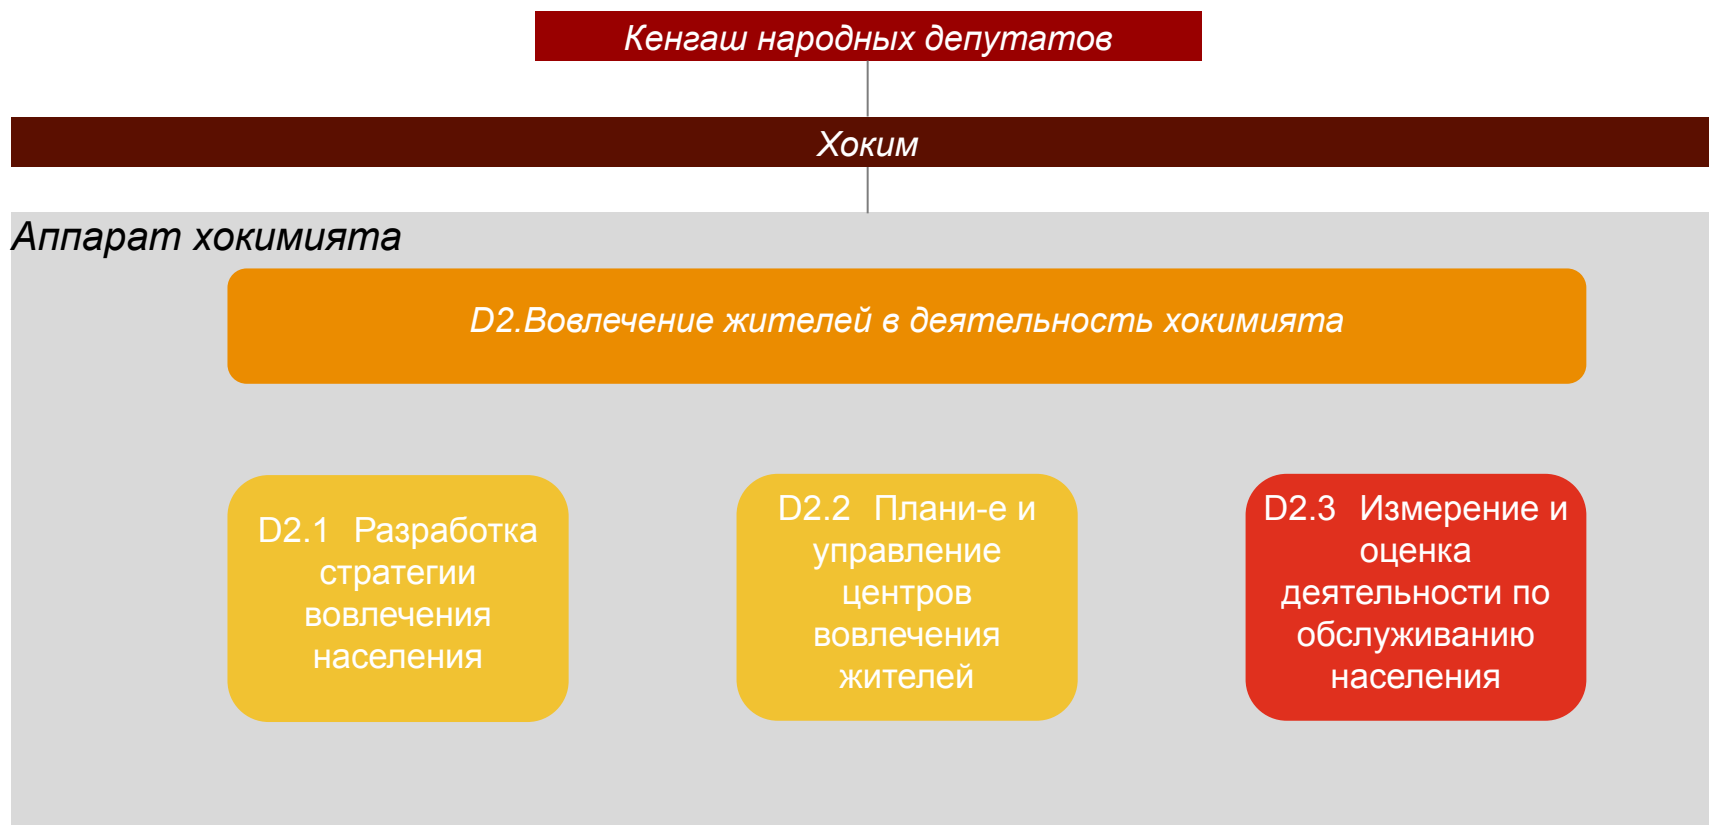 Кенгаш народных депутатов
Хоким
Аппарат хокимията
D2.Вовлечение жителей в деятельность хокимията
D2.1 Разработка
стратегии
вовлечения
населения
D2.2 Плани-е и
управление
центров
вовлечения
жителей
D2.3 Измерение и
оценка
деятельности по
обслуживанию
населения